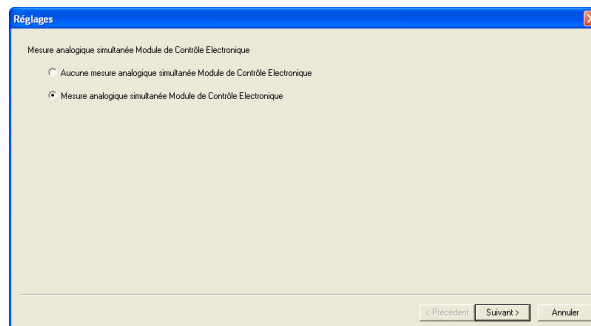 Réglages
Mesure analogique simultanée Module de Contrôle Electronique
Aucune mesure analogique simultanée Module de Contrôle Electronique
Mesure analogique simultanée Module de Contrôle Electronique
< Précédent Suivant > Annuler